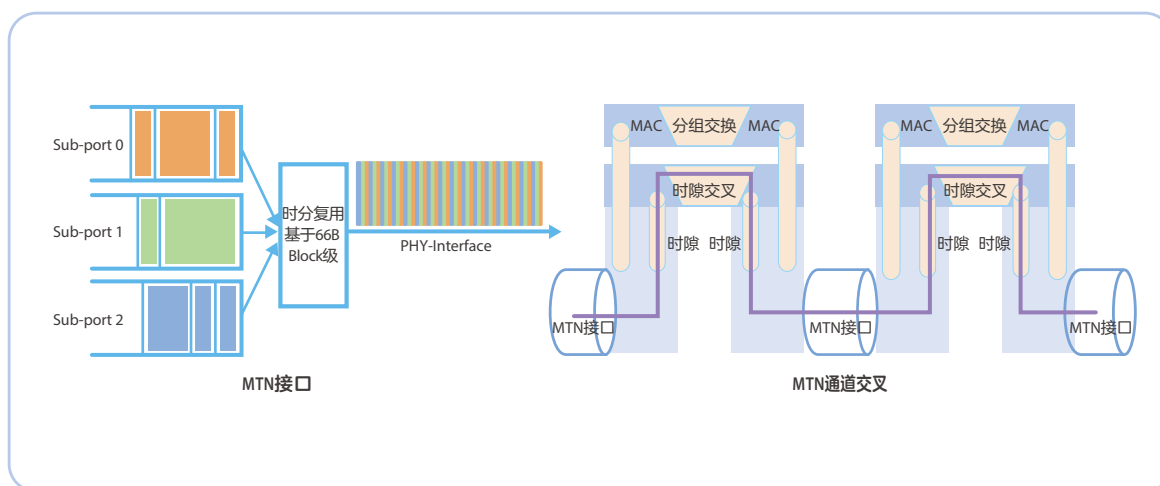 Sub-port 0
Sub-port 1
Sub-port 2
时分复用
基于66B
Block级
PHY-Interface
MTN接口
MAC 分组交换 MAC
时隙交叉
时隙 时隙
MAC 分组交换 MAC
时隙交叉
时隙 时隙
MTN接口
MTN接口
MTN接口
MTN通道交叉